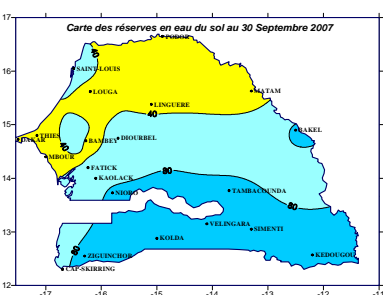 Carte des réserves en eau du sol au 30 Septembre 2007
17
PODOR
40
SAINT-LOUIS
16
LOUGA
MATAM
LINGUERE
40
15
BAKEL
THIES
DAKAR
DIOURBEL
BAMBEY
40
MBOUR
FATICK
80
14
KAOLACK
NIORO
TAMBACOUNDA
80
VELINGARA
SIMENTI
13
KOLDA
80
ZIGUINCHOR
KEDOUGOU
CAP-SKIRRING
12
-17 -16 -15 -14 -13 -12 -11